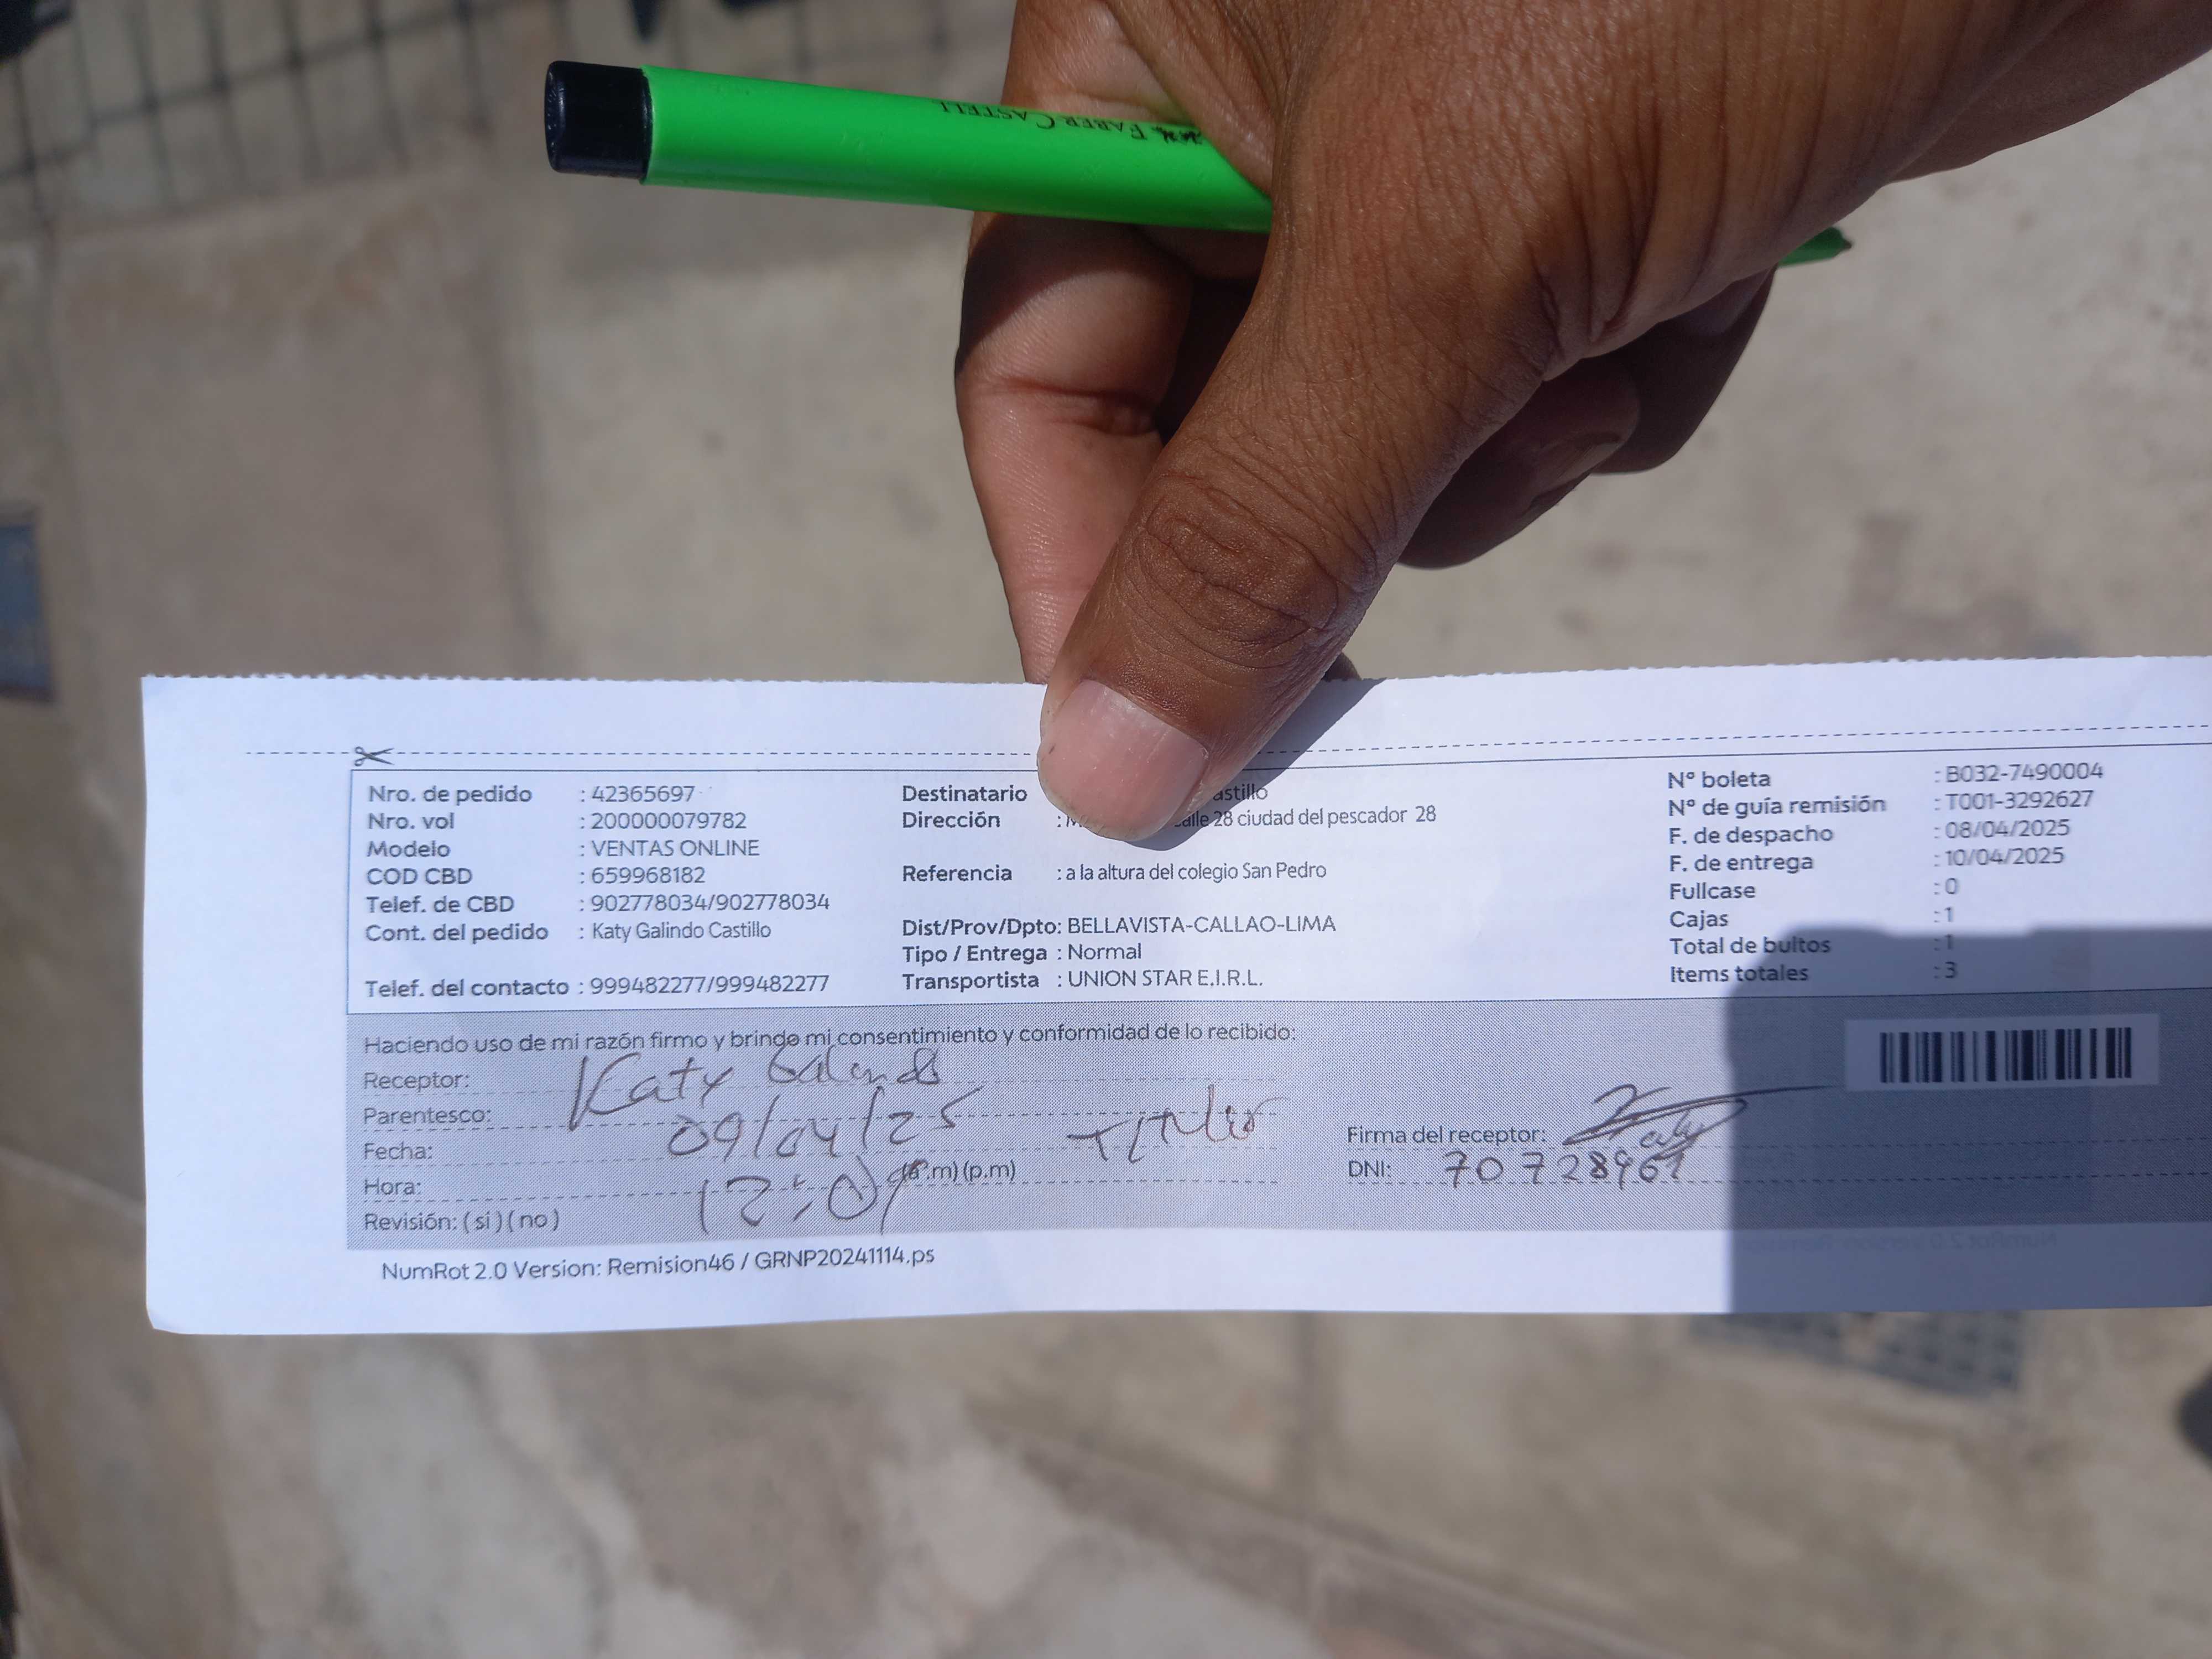 FABER CASTELL
Nro. de pedido : 42365697
Nro. vol : 200000079782
Modelo : VENTAS ONLINE
COD CBD : 659968182
Telef. de CBD : 902778034/902778034
Cont. del pedido : Katy Galindo Castillo
Telef. del contacto : 999482277/999482277
Destinatario astillo
Dirección : 28 ciudad del pescador 28
Referencia : a la altura del colegio San Pedro
Dist/Prov/Dpto: BELLAVISTA-CALLAO-LIMA
Tipo / Entrega : Normal
Transportista : UNION STAR E.I.R.L.
N° boleta : B032-7490004
N° de guía remisión : T001-3292627
F. de despacho : 08/04/2025
F. de entrega : 10/04/2025
Fullcase : 0
Cajas : 1
Total de bultos : 1
Items totales : 3
Haciendo uso de mi razón firmo y brindo mi consentimiento y conformidad de lo recibido:
Receptor: Katy Galindo
Parentesco: Titular
Fecha: 09/04/25
Hora: (a.m) (p.m)
Revisión: ( si ) ( no )
Firma del receptor:
DNI:
NumRot 2.0 Version: Remision46 / GRNP20241114.ps